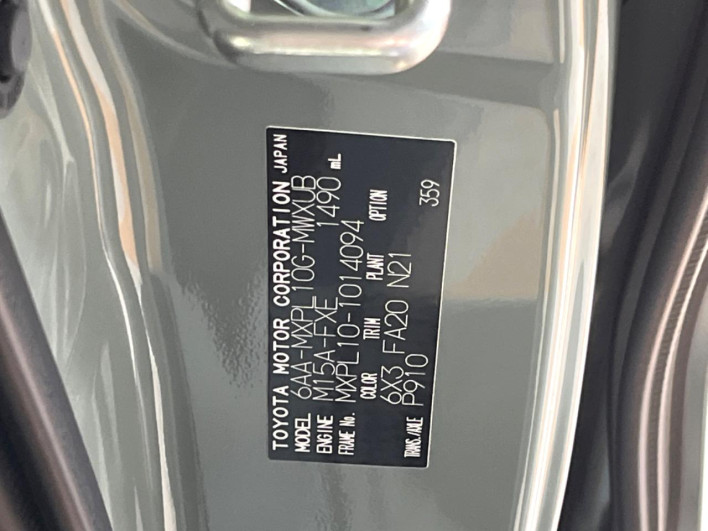 TOYOTA MOTOR CORPORATION JAPAN
MODEL 6AA-MXPL10G-MWXUB
ENGINE M15A-FXE 1490 mL
FRAME No. MXPL10-1014094
COLOR TRIM PLANT OPTION
6X3 FA20 N21
TRANS./AXLE P910 359